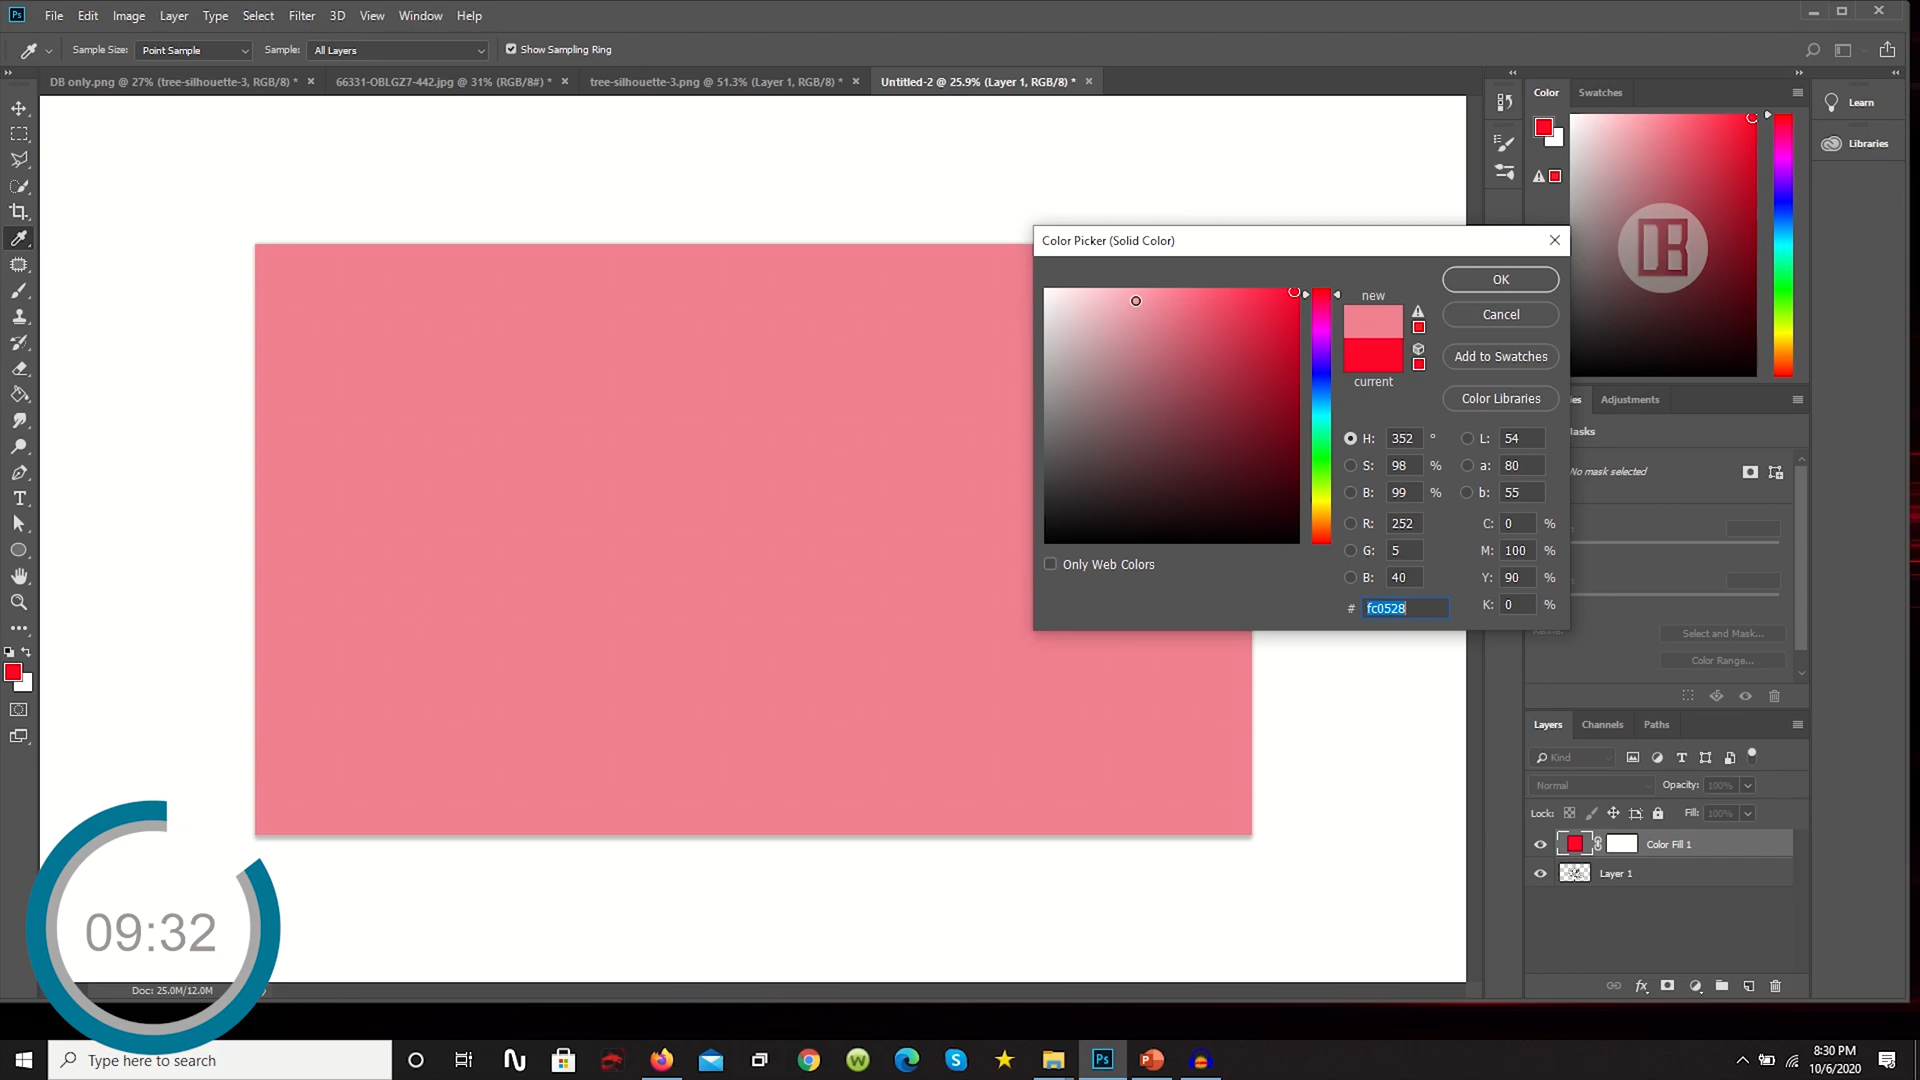 Ps File Edit Image Layer Type Select Filter 3D View Window Help
Sample Size: Point Sample Sample: All Layers Show Sampling Ring
DB only.png @ 27% (tree-silhouette-3, RGB/8) * 66331-OBLGZ7-442.jpg @ 31% (RGB/8#) * tree-silhouette-3.png @ 51.3% (Layer 1, RGB/8) * Untitled-2 @ 25.9% (Layer 1, RGB/8) *
Color Swatches
Learn
Libraries
DB
Color Picker (Solid Color)
new
current
OK
Cancel
Add to Swatches
Color Libraries
H: 352 ° L: 54
S: 98 % a: 80
B: 99 % b: 55
R: 252 C: 0 %
G: 5 M: 100 %
B: 40 Y: 90 %
# fc0528 K: 0 %
Only Web Colors
ies Adjustments
asks
No mask selected
Select and Mask...
Color Range...
Layers Channels Paths
Kind
Normal Opacity: 100%
Lock: Fill: 100%
Color Fill 1
Layer 1
fx
09:32
Doc: 25.0M/12.0M
Type here to search
Ps
8:30 PM
10/6/2020